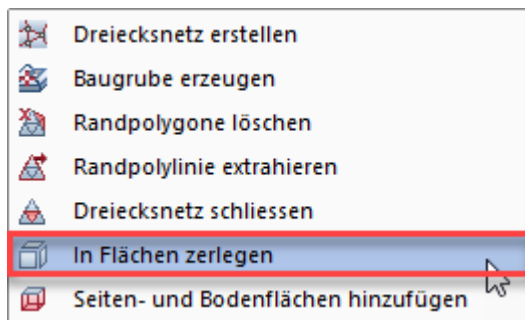 Dreiecksnetz erstellen
Baugrube erzeugen
Randpolygone löschen
Randpolylinie extrahieren
Dreiecksnetz schliessen
In Flächen zerlegen
Seiten- und Bodenflächen hinzufügen